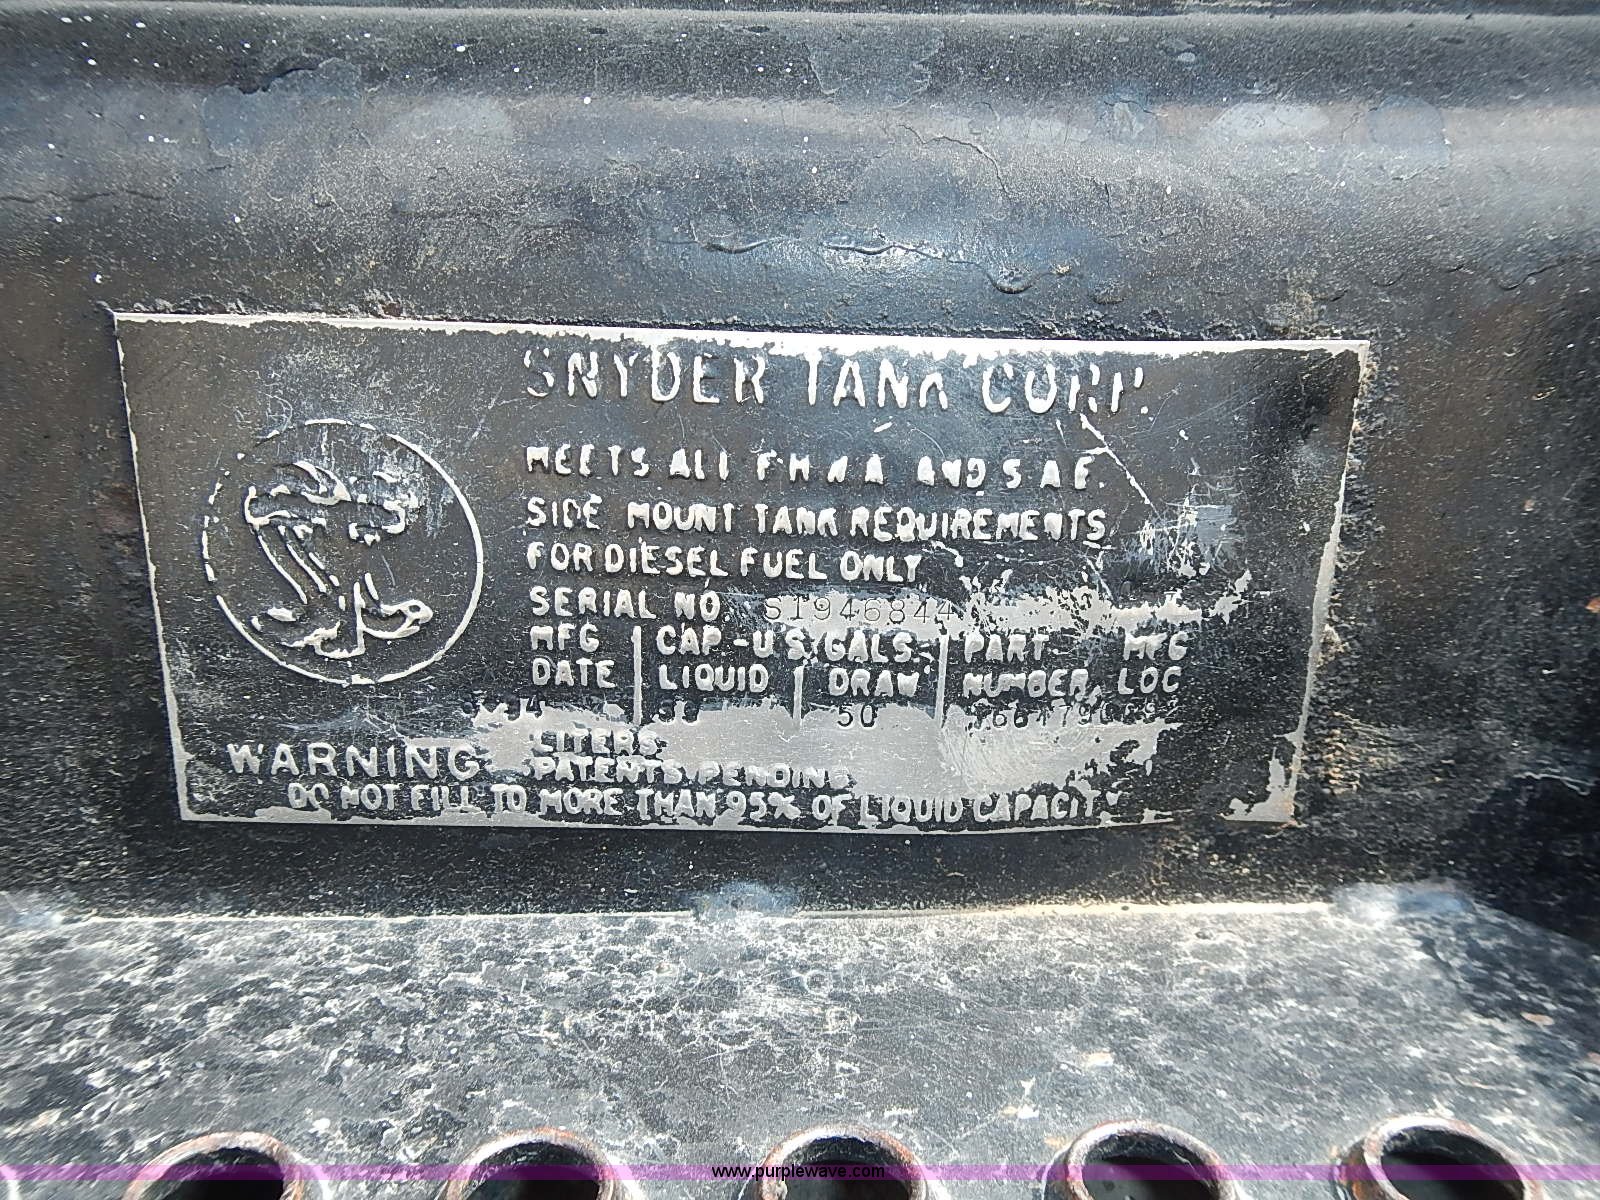 SNYDER TANK CORP.
MEETS ALL F.H.W.A. AND S.A.E.
SIDE MOUNT TANK REQUIREMENTS
FOR DIESEL FUEL ONLY
SERIAL NO. S1946844
MFG CAP.-U.S. GALS. PART MFG
DATE LIQUID DRAW NUMBER LOC
50
LITERS
WARNING PATENTS PENDING
DO NOT FILL TO MORE THAN 95% OF LIQUID CAPACITY
www.purplewave.com